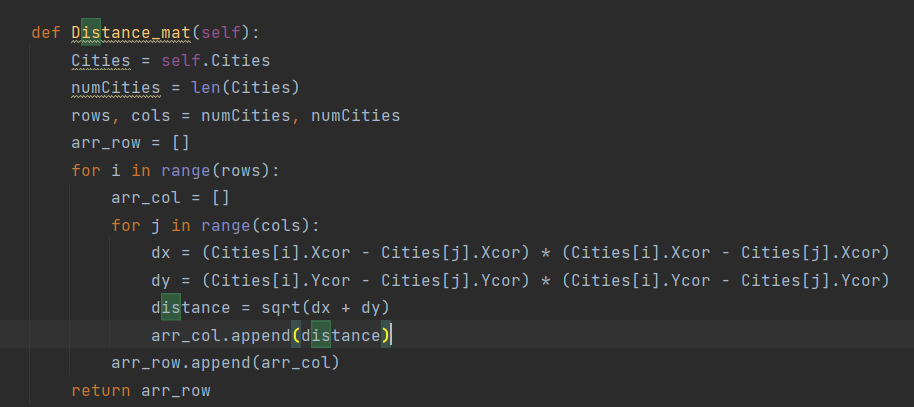 def Distance_mat(self):
    Cities = self.Cities
    numCities = len(Cities)
    rows, cols = numCities, numCities
    arr_row = []
    for i in range(rows):
        arr_col = []
        for j in range(cols):
            dx = (Cities[i].Xcor - Cities[j].Xcor) * (Cities[i].Xcor - Cities[j].Xcor)
            dy = (Cities[i].Ycor - Cities[j].Ycor) * (Cities[i].Ycor - Cities[j].Ycor)
            distance = sqrt(dx + dy)
            arr_col.append(distance)
        arr_row.append(arr_col)
    return arr_row